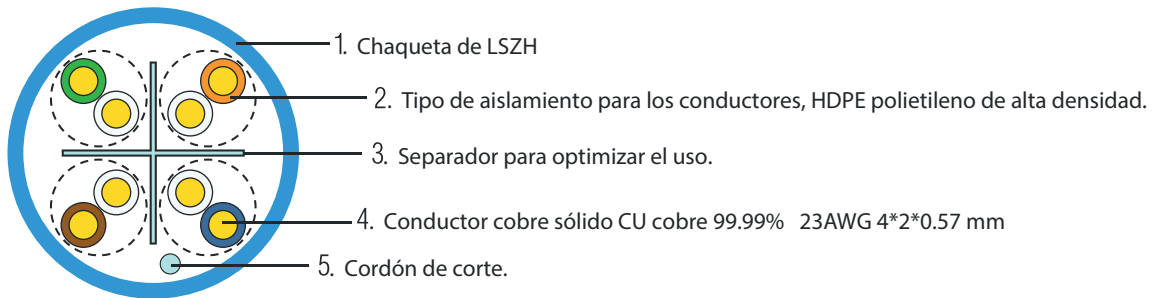 1. Chaqueta de LSZH
2. Tipo de aislamiento para los conductores, HDPE polietileno de alta densidad.
3. Separador para optimizar el uso.
4. Conductor cobre sólido CU cobre 99.99% 23AWG 4*2*0.57 mm
5. Cordón de corte.